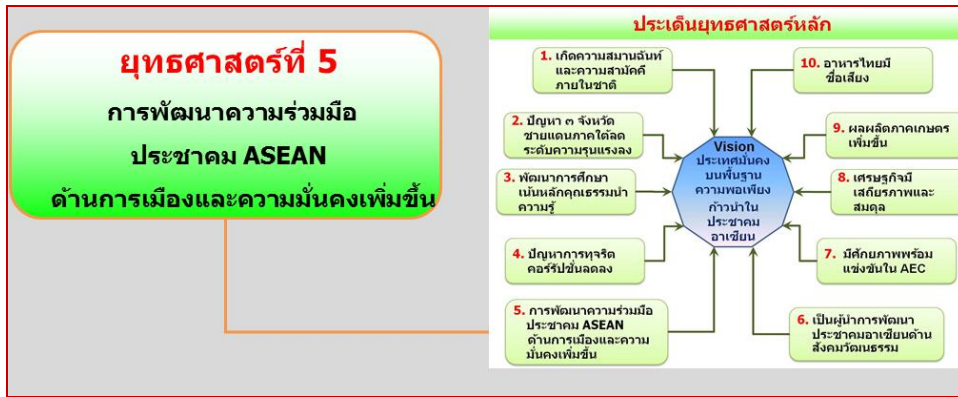 ยุทธศาสตร์ที่ 5
การพัฒนาความร่วมมือ
ประชาคม ASEAN
ด้านการเมืองและความมั่นคงเพิ่มขึ้น
ประเด็นยุทธศาสตร์หลัก
1. เกิดความสมานฉันท์
และความสามัคคี
ภายในชาติ
2. ปัญหา ๓ จังหวัด
ชายแดนภาคใต้ลด
ระดับความรุนแรงลง
3. พัฒนาการศึกษา
เน้นหลักคุณธรรมนำ
ความรู้
4. ปัญหาการทุจริต
คอร์รัปชั่นลดลง
5. การพัฒนาความร่วมมือ
ประชาคม ASEAN
ด้านการเมืองและความ
มั่นคงเพิ่มขึ้น
Vision
ประเทศมั่นคง
บนพื้นฐาน
ความพอเพียง
ก้าวนำใน
ประชาคม
อาเซียน
10. อาหารไทยมี
ชื่อเสียง
9. ผลผลิตภาคเกษตร
เพิ่มขึ้น
8. เศรษฐกิจมี
เสถียรภาพและ
สมดุล
7. มีศักยภาพพร้อม
แข่งขันใน AEC
6. เป็นผู้นำการพัฒนา
ประชาคมอาเซียนด้าน
สังคมวัฒนธรรม